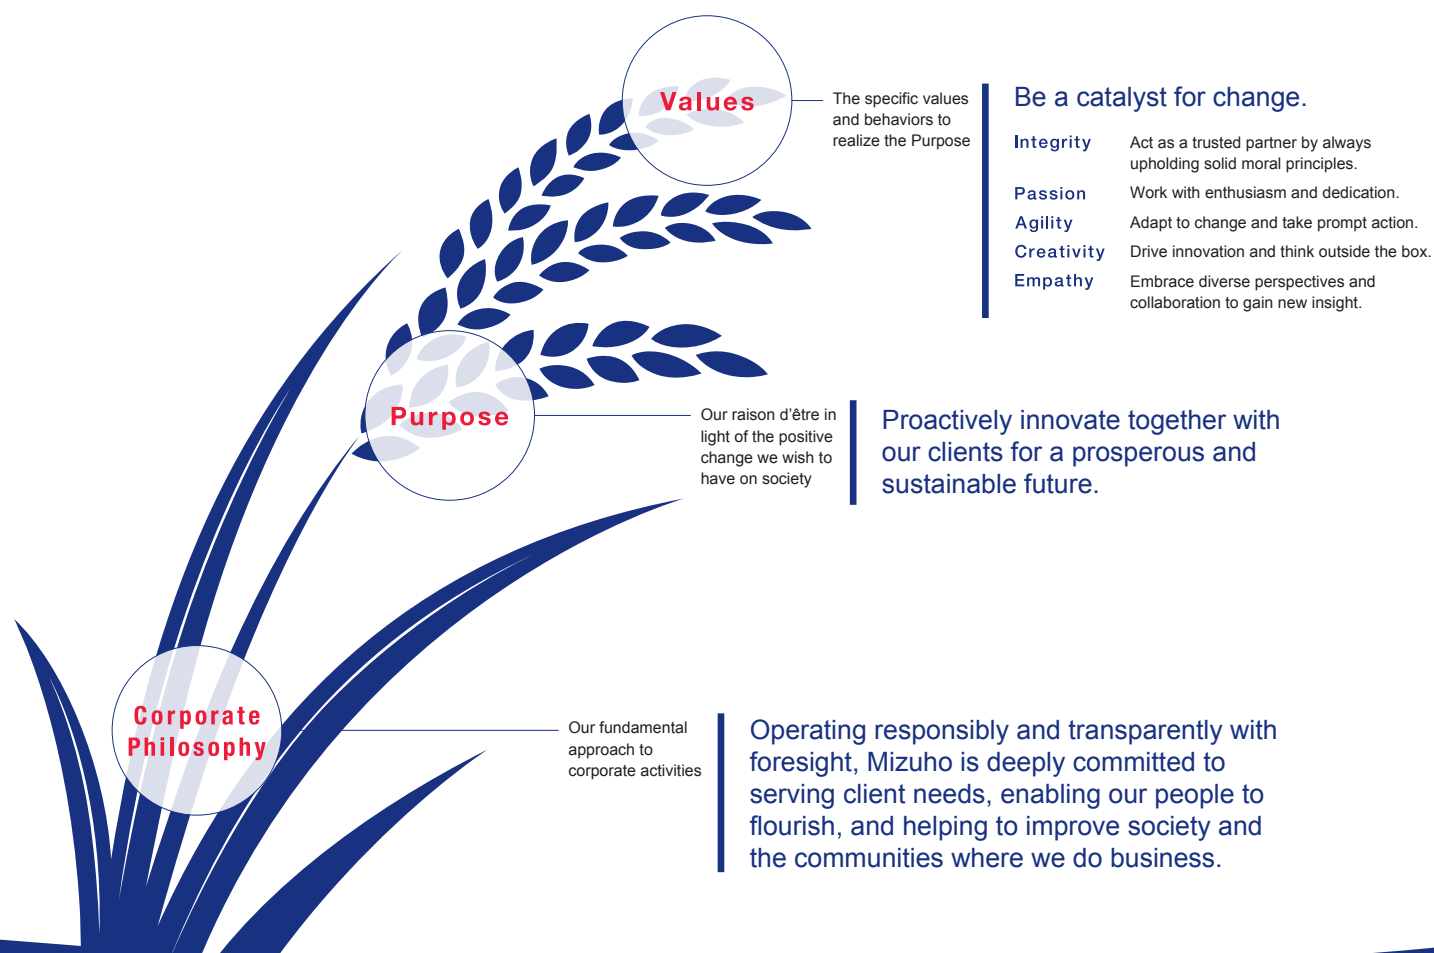 Values
The specific values
and behaviors to
realize the Purpose
Be a catalyst for change.
Integrity Act as a trusted partner by always
upholding solid moral principles.
Passion Work with enthusiasm and dedication.
Agility Adapt to change and take prompt action.
Creativity Drive innovation and think outside the box.
Empathy Embrace diverse perspectives and
collaboration to gain new insight.
Purpose
Our raison d’être in
light of the positive
change we wish to
have on society
Proactively innovate together with
our clients for a prosperous and
sustainable future.
Corporate
Philosophy
Our fundamental
approach to
corporate activities
Operating responsibly and transparently with
foresight, Mizuho is deeply committed to
serving client needs, enabling our people to
flourish, and helping to improve society and
the communities where we do business.